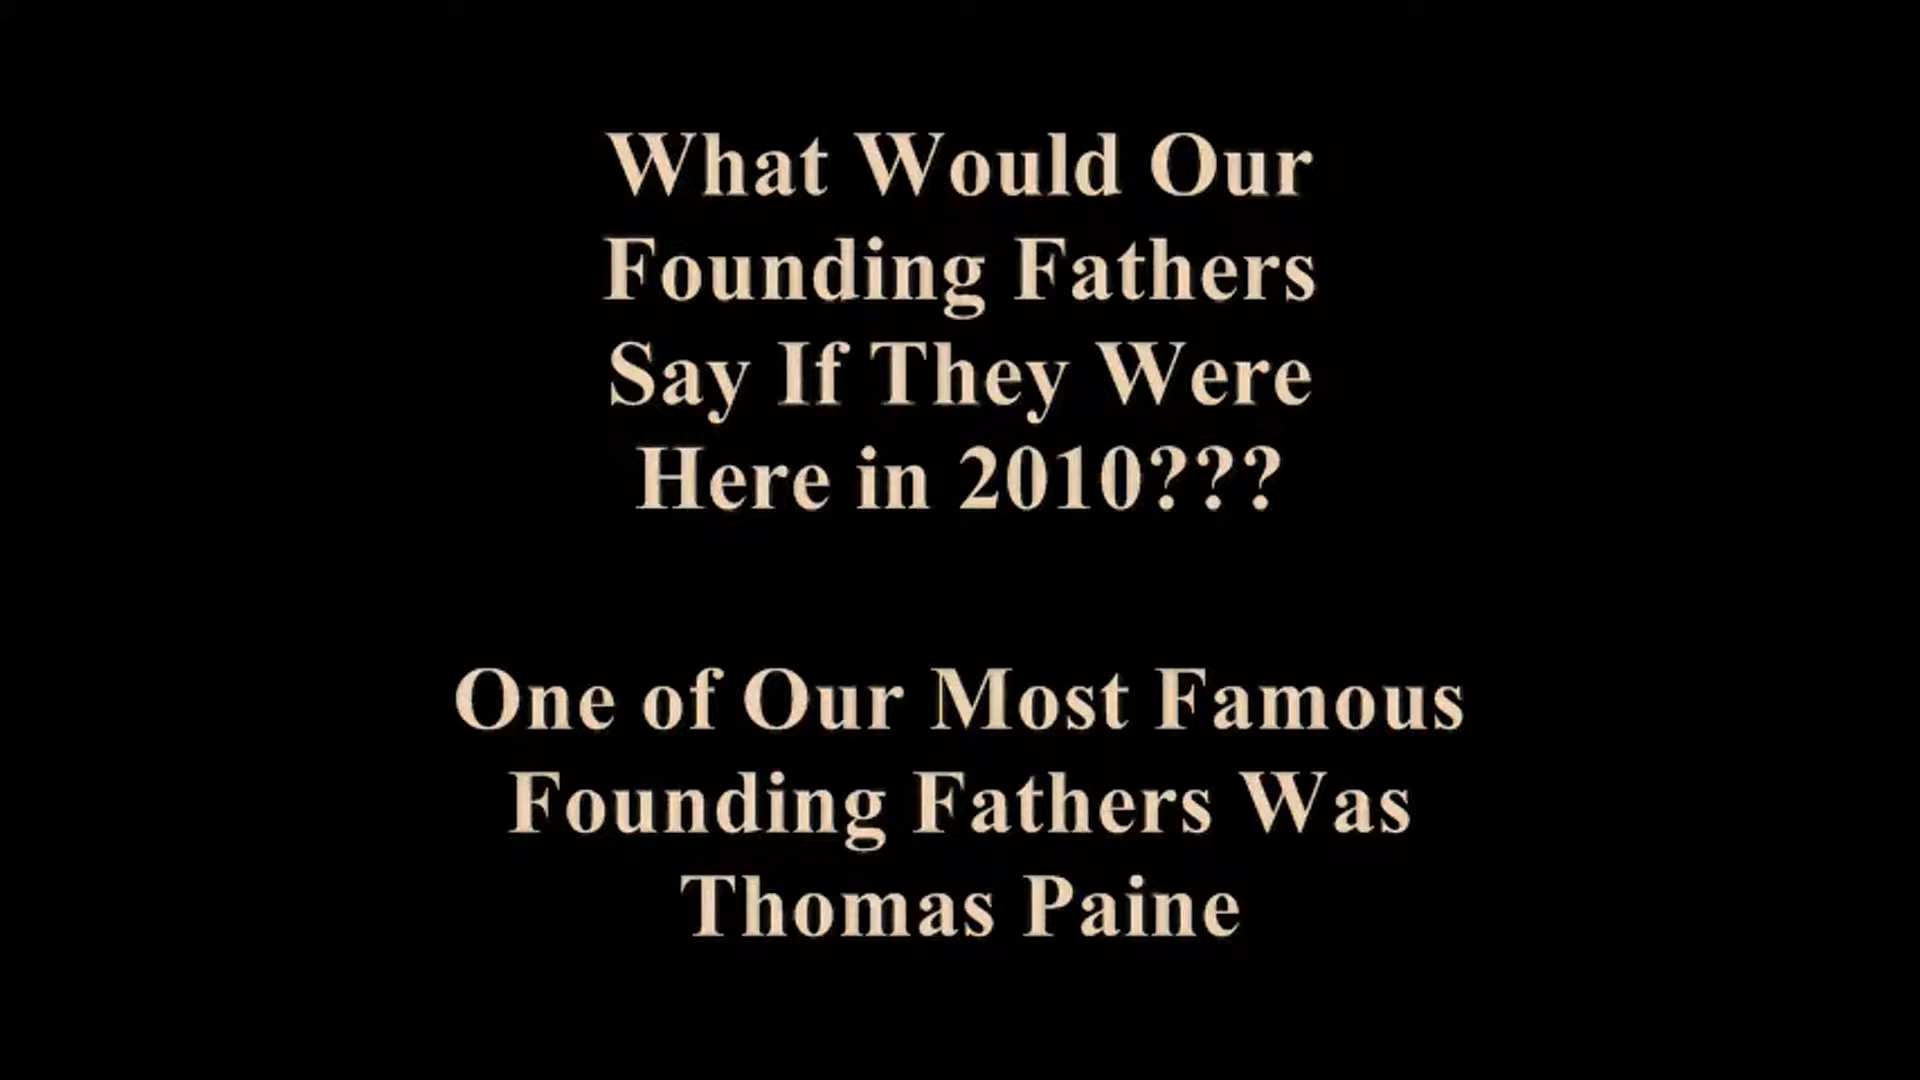 What Would Our
Founding Fathers
Say If They Were
Here in 2010???
One of Our Most Famous
Founding Fathers Was
Thomas Paine